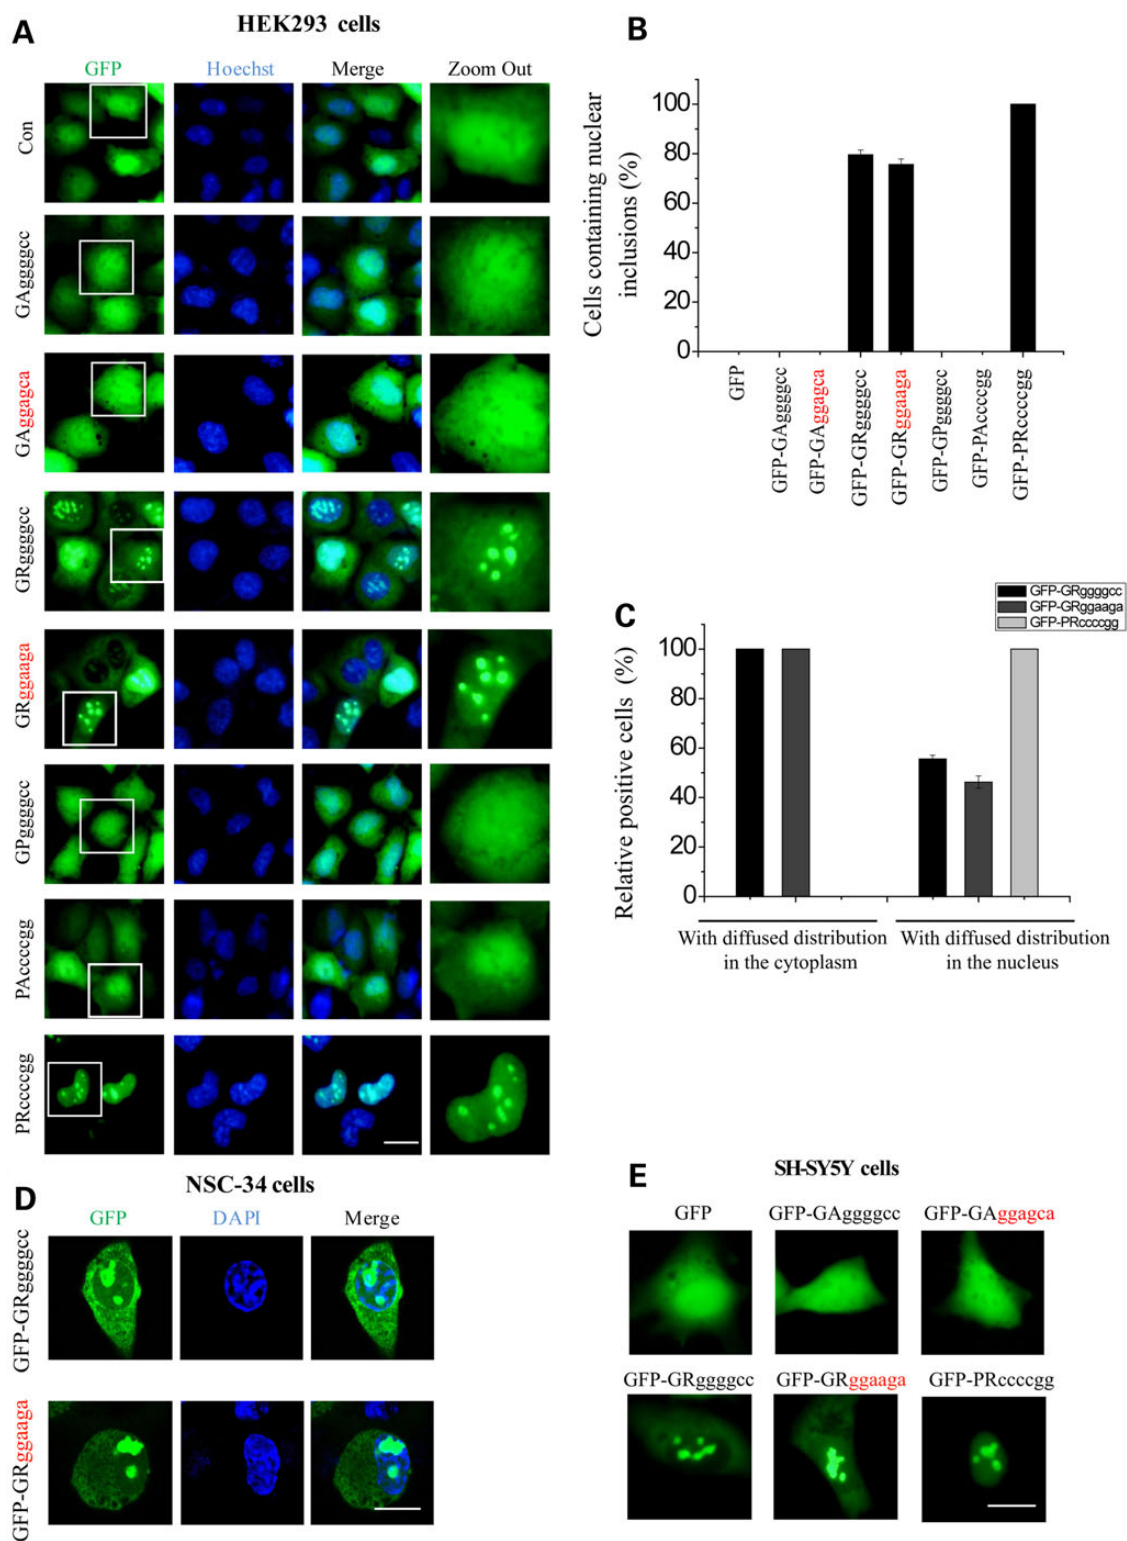 A
HEK293 cells
GFP
Hoechst
Merge
Zoom Out
Con
GAggggcc
GAggagca
GRggggcc
GRggaaga
GPggggcc
PAccccgg
PRccccgg
B
Cells containing nuclear
inclusions (%)
100
80
60
40
20
0
GFP
GFP-GAggggcc
GFP-GAggagca
GFP-GRggggcc
GFP-GRggaaga
GFP-GPggggcc
GFP-PAccccgg
GFP-PRccccgg
C
GFP-GRggggcc
GFP-GRggaaga
GFP-PRccccgg
Relative positive cells (%)
100
80
60
40
20
0
With diffused distribution
in the cytoplasm
With diffused distribution
in the nucleus
D
NSC-34 cells
GFP
DAPI
Merge
GFP-GRggggcc
GFP-GRggaaga
E
SH-SY5Y cells
GFP
GFP-GAggggcc
GFP-GAggagca
GFP-GRggggcc
GFP-GRggaaga
GFP-PRccccgg